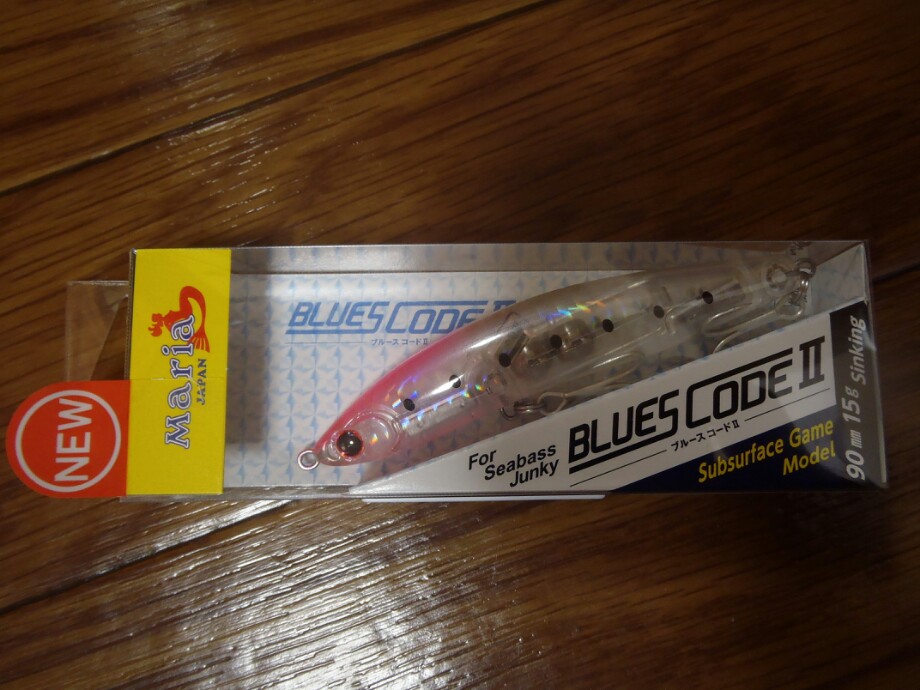 NEW
Maria
JAPAN
BLUES CODE II
ブルース コードⅡ
For
Seabass
Junky
BLUES CODE II
ブルース コードⅡ
Subsurface Game
Model
90mm 15g Sinking